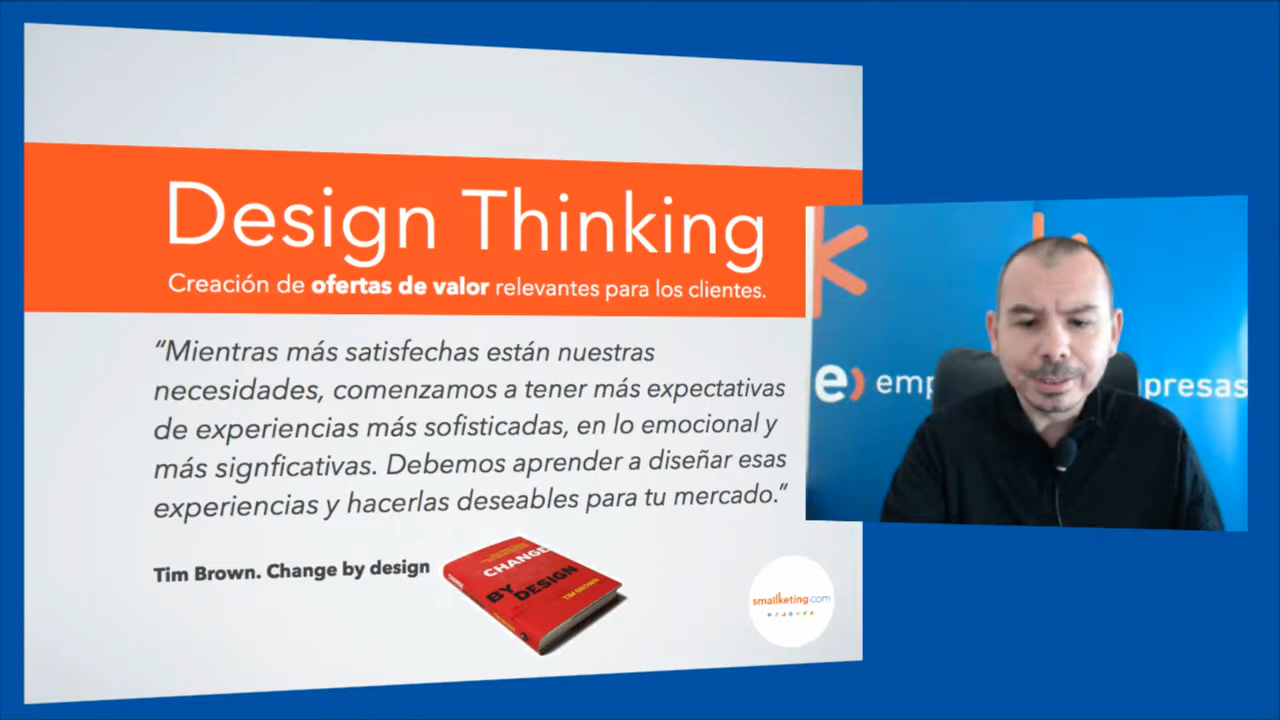 Design Thinking
Creación de ofertas de valor relevantes para los clientes.
“Mientras más satisfechas están nuestras
necesidades, comenzamos a tener más expectativas
de experiencias más sofisticadas, en lo emocional y
más signficativas. Debemos aprender a diseñar esas
experiencias y hacerlas deseables para tu mercado.”
Tim Brown. Change by design
CHANGE
BY DESIGN
TIM BROWN
smallketing.com
k
e) emp
presas